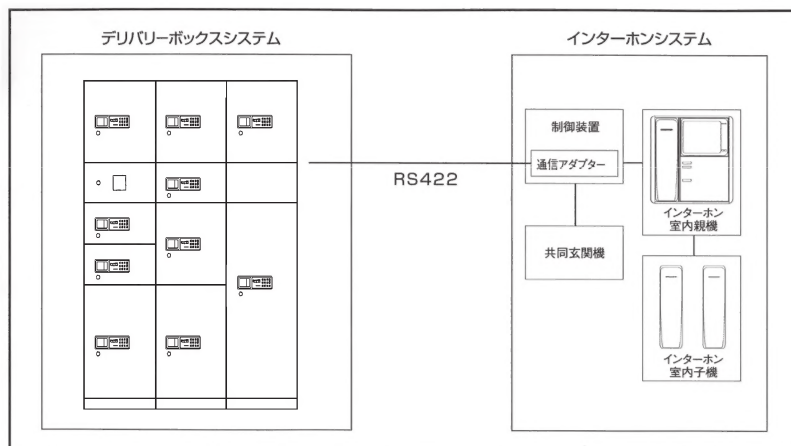 デリバリーボックスシステム
インターホンシステム
制御装置
通信アダプター
RS422
共同玄関機
インターホン
室内親機
インターホン
室内子機